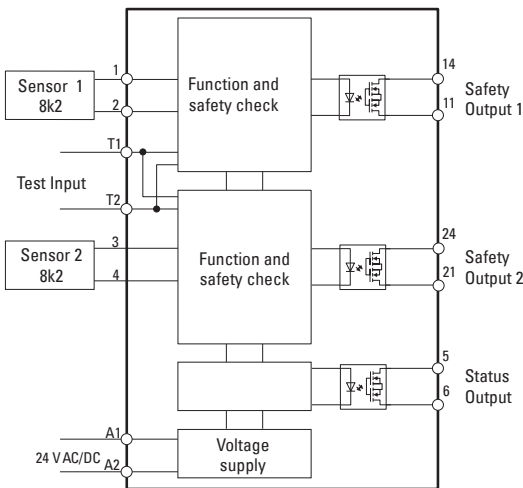 1
Sensor 1
8k2
2
Function and
safety check
14
11
Safety
Output 1
T1
Test Input
T2
3
Sensor 2
8k2
4
Function and
safety check
24
21
Safety
Output 2
5
6
Status
Output
A1
24 V AC/DC
A2
Voltage
supply